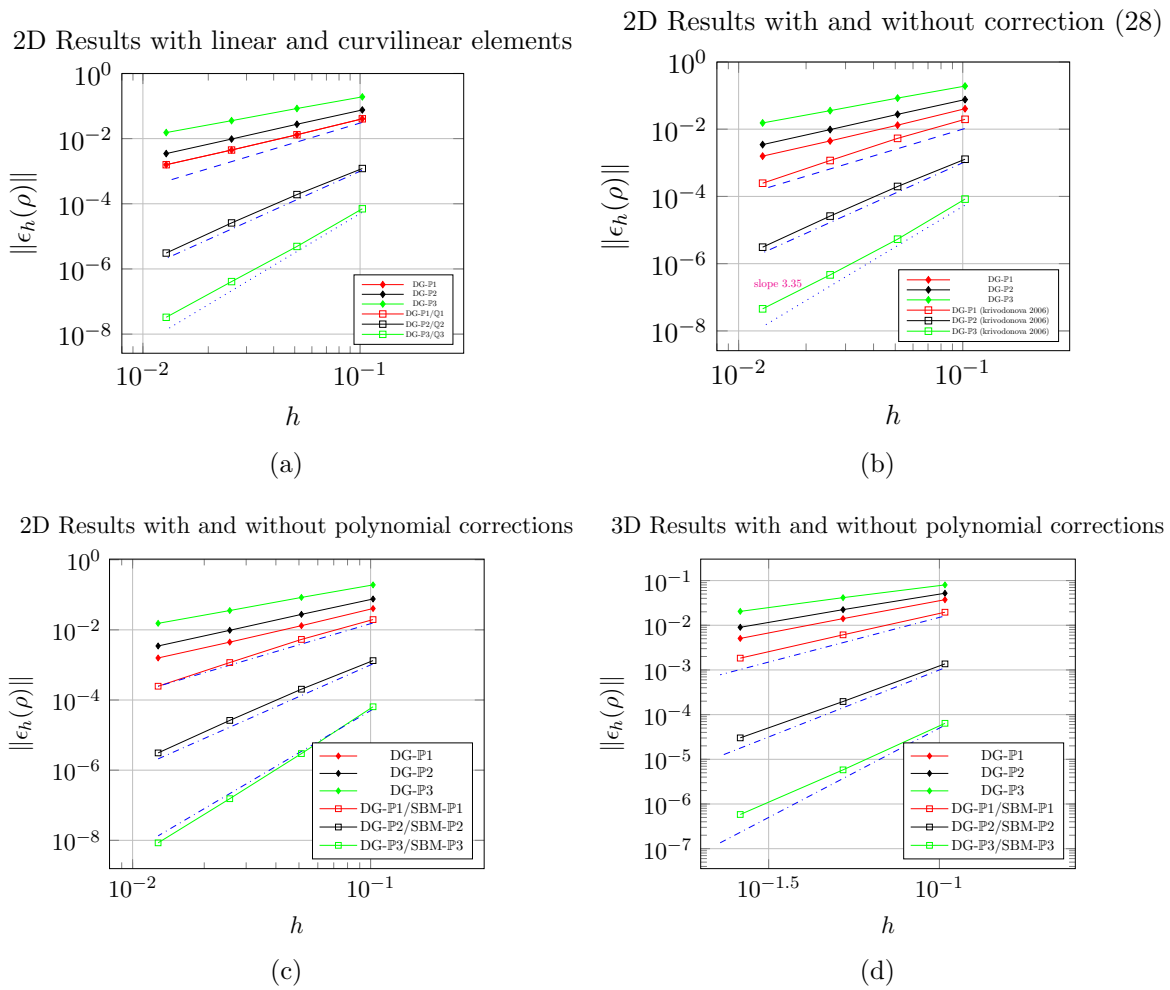 2D Results with linear and curvilinear elements
10^0
10^{-2}
10^{-4}
10^{-6}
10^{-8}
‖ϵ_h(ρ)‖
DG-ℙ1
DG-ℙ2
DG-ℙ3
DG-ℙ1/ℚ1
DG-ℙ2/ℚ2
DG-ℙ3/ℚ3
10^{-2}
10^{-1}
h
(a)
2D Results with and without correction (28)
10^0
10^{-2}
10^{-4}
10^{-6}
10^{-8}
‖ϵ_h(ρ)‖
slope 3.35
DG-ℙ1
DG-ℙ2
DG-ℙ3
DG-ℙ1 (krivodonova 2006)
DG-ℙ2 (krivodonova 2006)
DG-ℙ3 (krivodonova 2006)
10^{-2}
10^{-1}
h
(b)
2D Results with and without polynomial corrections
10^0
10^{-2}
10^{-4}
10^{-6}
10^{-8}
‖ϵ_h(ρ)‖
DG-ℙ1
DG-ℙ2
DG-ℙ3
DG-ℙ1/SBM-ℙ1
DG-ℙ2/SBM-ℙ2
DG-ℙ3/SBM-ℙ3
10^{-2}
10^{-1}
h
(c)
3D Results with and without polynomial corrections
10^{-1}
10^{-2}
10^{-3}
10^{-4}
10^{-5}
10^{-6}
10^{-7}
‖ϵ_h(ρ)‖
DG-ℙ1
DG-ℙ2
DG-ℙ3
DG-ℙ1/SBM-ℙ1
DG-ℙ2/SBM-ℙ2
DG-ℙ3/SBM-ℙ3
10^{-1.5}
10^{-1}
h
(d)